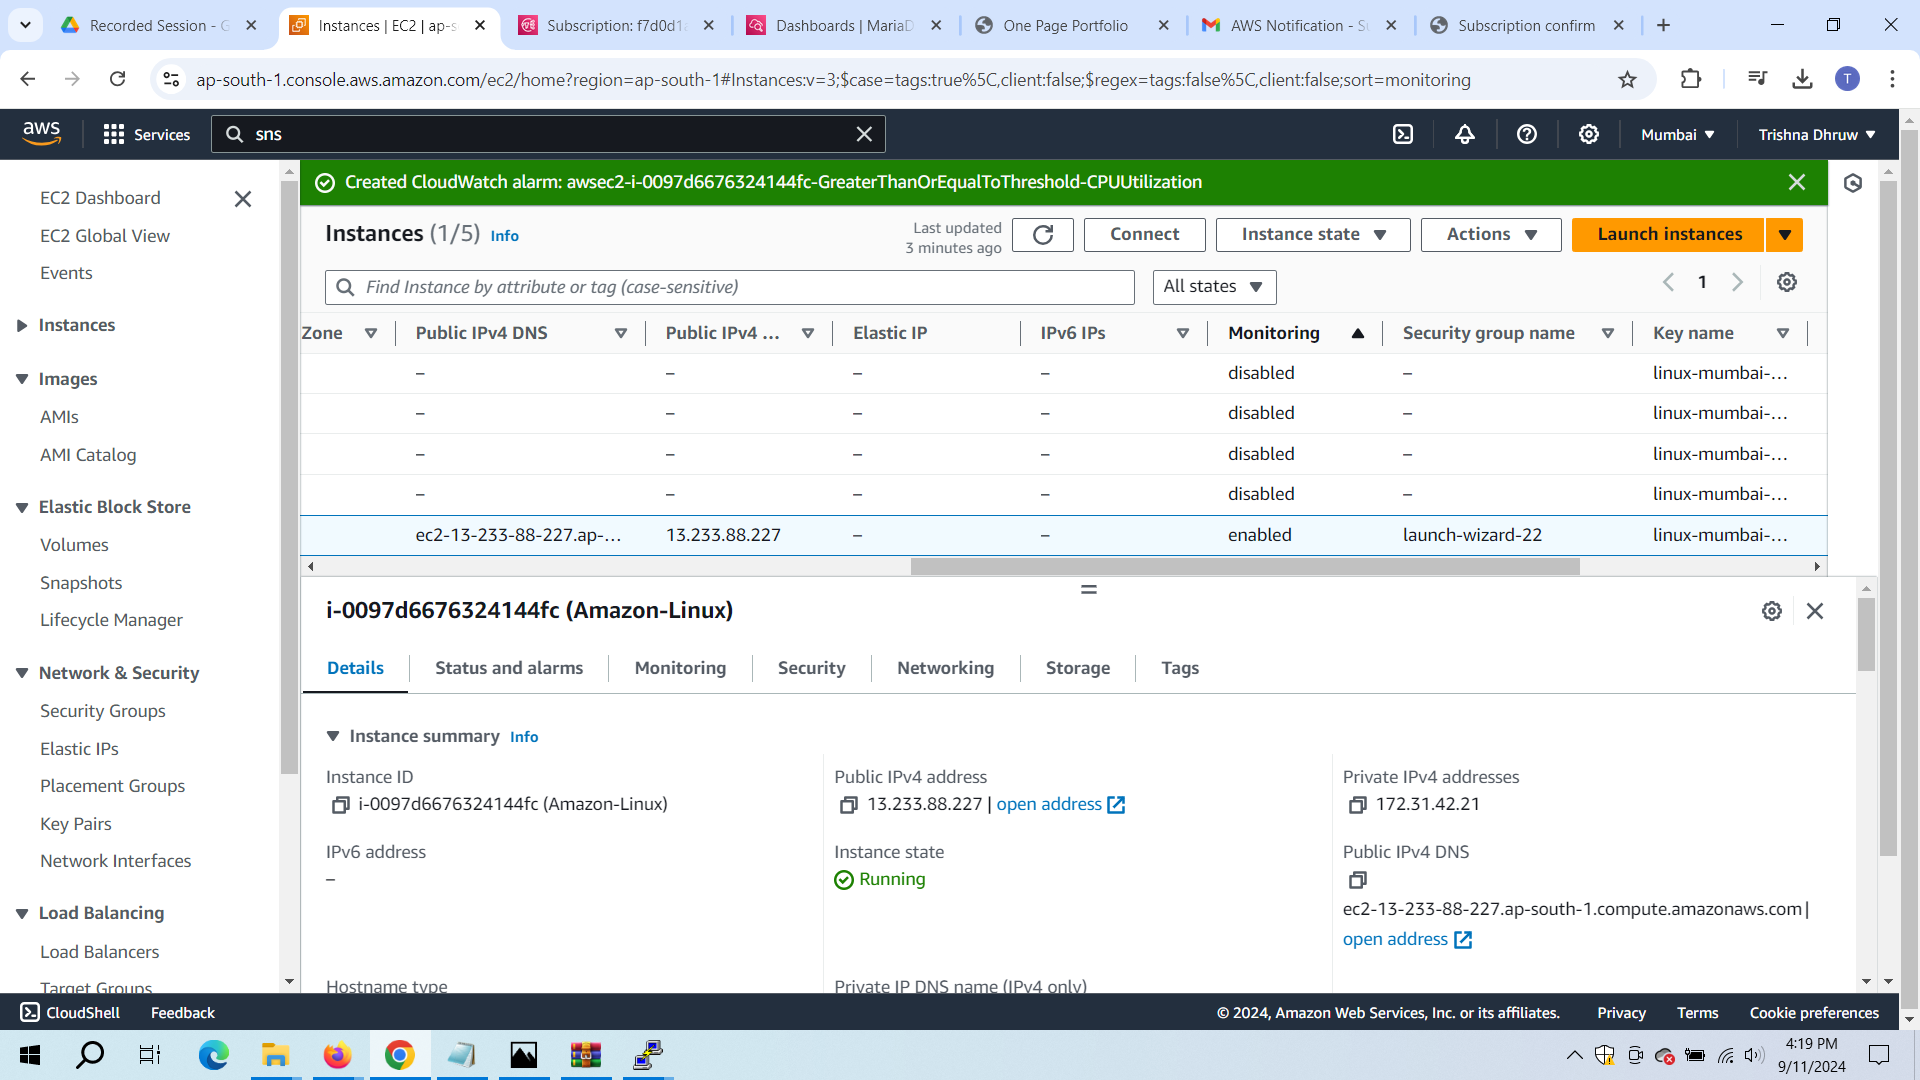 Recorded Session - G
Instances | EC2 | ap-so
Subscription: f7d0d1a
Dashboards | MariaD
One Page Portfolio
AWS Notification - Su
Subscription confirm
ap-south-1.console.aws.amazon.com/ec2/home?region=ap-south-1#Instances:v=3;$case=tags:true%5C,client:false;$regex=tags:false%5C,client:false;sort=monitoring
T
aws
Services
sns
Mumbai
Trishna Dhruw
EC2 Dashboard
EC2 Global View
Events
Instances
Images
AMIs
AMI Catalog
Elastic Block Store
Volumes
Snapshots
Lifecycle Manager
Network & Security
Security Groups
Elastic IPs
Placement Groups
Key Pairs
Network Interfaces
Load Balancing
Load Balancers
Target Groups
Created CloudWatch alarm: awsec2-i-0097d6676324144fc-GreaterThanOrEqualToThreshold-CPUUtilization
Instances (1/5) Info
Last updated
3 minutes ago
Connect
Instance state
Actions
Launch instances
Find Instance by attribute or tag (case-sensitive)
All states
1
Zone Public IPv4 DNS Public IPv4 ... Elastic IP IPv6 IPs Monitoring Security group name Key name
– – – – disabled – linux-mumbai-...
– – – – disabled – linux-mumbai-...
– – – – disabled – linux-mumbai-...
– – – – disabled – linux-mumbai-...
ec2-13-233-88-227.ap-... 13.233.88.227 – – enabled launch-wizard-22 linux-mumbai-...
i-0097d6676324144fc (Amazon-Linux)
Details Status and alarms Monitoring Security Networking Storage Tags
Instance summary Info
Instance ID
i-0097d6676324144fc (Amazon-Linux)
Public IPv4 address
13.233.88.227 | open address
Private IPv4 addresses
172.31.42.21
IPv6 address
–
Instance state
Running
Public IPv4 DNS
ec2-13-233-88-227.ap-south-1.compute.amazonaws.com |
open address
Hostname type
Private IP DNS name (IPv4 only)
CloudShell Feedback
© 2024, Amazon Web Services, Inc. or its affiliates. Privacy Terms Cookie preferences
4:19 PM
9/11/2024